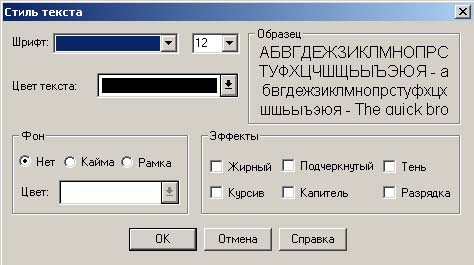 Стиль текста
Шрифт:
12
Цвет текста:
Образец
АБВГДЕЖЗИКЛМНОПРС
ТУФХЦЧШЩЬЫЪЭЮЯ - а
бвгдежзиклмнопрстуфхцх
шщьыъэюя - The quick bro
Фон
Нет Кайма Рамка
Цвет:
Эффекты
Жирный Подчеркнутый Тень
Курсив Капитель Разрядка
OK Отмена Справка